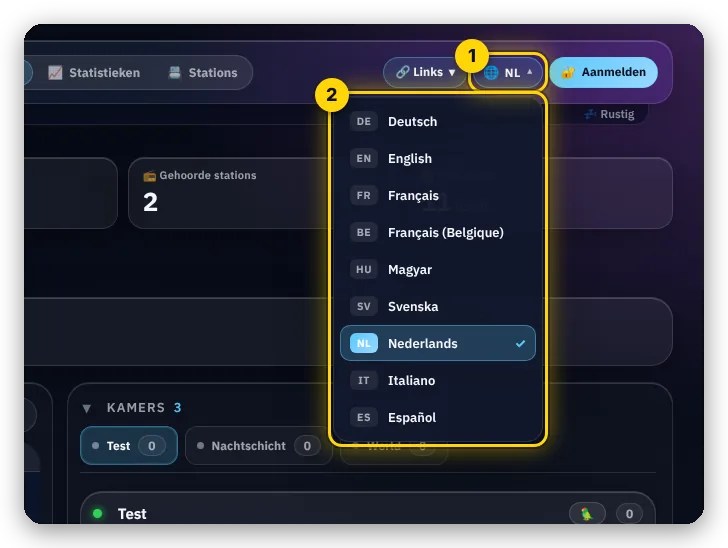 1
Statistieken
Stations
Links ▼
NL ▲
Aanmelden
2
Rustig
DE Deutsch
EN English
FR Français
BE Français (Belgique)
HU Magyar
SV Svenska
NL Nederlands ✓
IT Italiano
ES Español
Gehoorde stations
2
▼ KAMERS 3
Test 0
Nachtschicht 0
World 0
Test
0